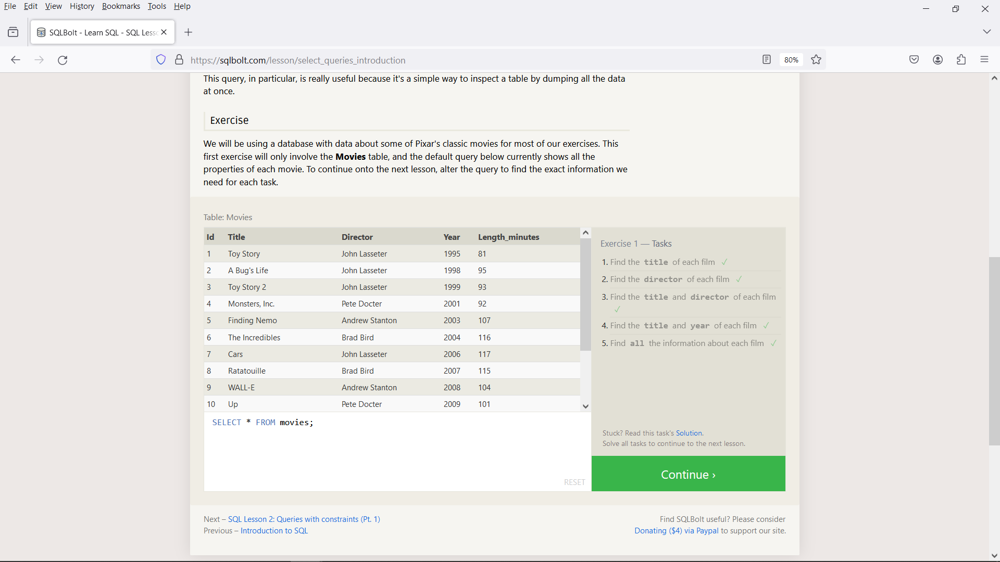 File Edit View History Bookmarks Tools Help
SQLBolt - Learn SQL - SQL Less
https://sqlbolt.com/lesson/select_queries_introduction
80%
This query, in particular, is really useful because it's a simple way to inspect a table by dumping all the data
at once.
Exercise
We will be using a database with data about some of Pixar's classic movies for most of our exercises. This
first exercise will only involve the Movies table, and the default query below currently shows all the
properties of each movie. To continue onto the next lesson, alter the query to find the exact information we
need for each task.
Table: Movies
Id Title Director Year Length_minutes
1 Toy Story John Lasseter 1995 81
2 A Bug's Life John Lasseter 1998 95
3 Toy Story 2 John Lasseter 1999 93
4 Monsters, Inc. Pete Docter 2001 92
5 Finding Nemo Andrew Stanton 2003 107
6 The Incredibles Brad Bird 2004 116
7 Cars John Lasseter 2006 117
8 Ratatouille Brad Bird 2007 115
9 WALL-E Andrew Stanton 2008 104
10 Up Pete Docter 2009 101
SELECT * FROM movies;
RESET
Exercise 1 — Tasks
1. Find the title of each film ✓
2. Find the director of each film ✓
3. Find the title and director of each film
✓
4. Find the title and year of each film ✓
5. Find all the information about each film ✓
Stuck? Read this task's Solution.
Solve all tasks to continue to the next lesson.
Continue ›
Next – SQL Lesson 2: Queries with constraints (Pt. 1)
Previous – Introduction to SQL
Find SQLBolt useful? Please consider
Donating ($4) via Paypal to support our site.